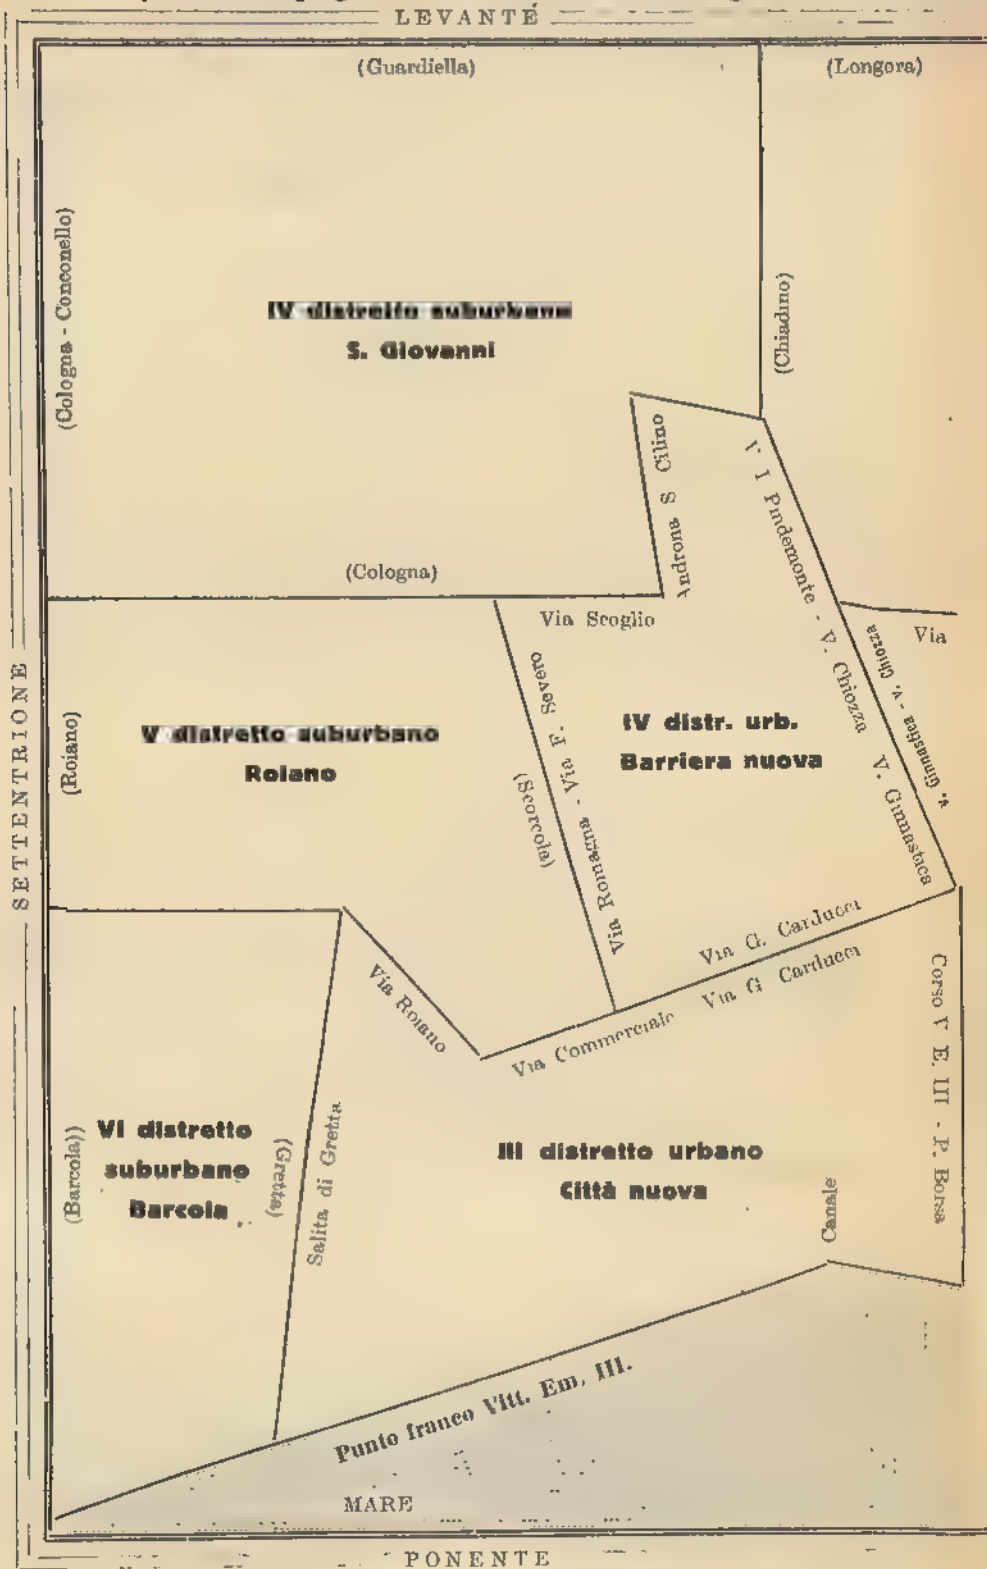 LEVANTE
(Guardiella)
(Longera)
(Cologna - Conconello)
IV distretto suburbano
S. Giovanni
(Chiadino)
Androna S Cilino
V. I Pindemonte - V. Chiozza V. Ginnastica
(Cologna)
Via Scoglio
Via
v. Ginnastica - v. Chiozza
SETTENTRIONE
(Roiano)
V distretto suburbano
Roiano
(Scorcola)
Via Romagna - Via F. Severo
IV distr. urb.
Barriera nuova
Via G. Carducci
Via Commerciale Via G Carducci
Via Roiano
Corso V E. III - P. Borsa
(Barcola))
VI distretto
suburbano
Barcola
(Gretta)
Salita di Gretta
III distretto urbano
Città nuova
Canale
Punto franco Vitt. Em. III.
MARE
PONENTE